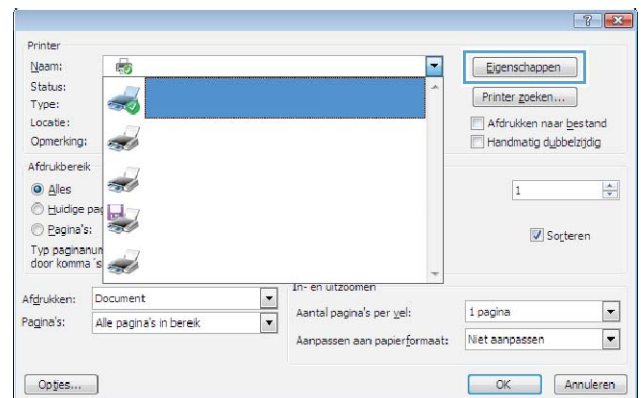 Printer
Naam:
Eigenschappen
Status:
Printer zoeken...
Type:
Locatie:
Afdrukken naar bestand
Opmerking:
Handmatig dubbelzijdig
Afdrukbereik
Alles
1
Huidige
Pagina's:
Sorteren
Typ
door komma's
In- en uitzoomen
Afdrukken:
Document
Aantal pagina's per vel:
1 pagina
Pagina's:
Alle pagina's in bereik
Aanpassen aan papierformaat:
Niet aanpassen
Opties...
OK
Annuleren